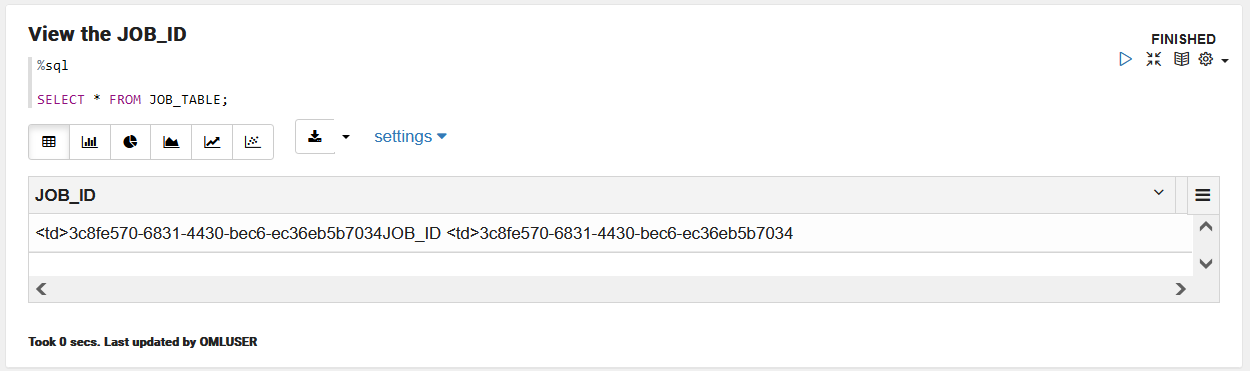 View the JOB_ID
FINISHED
%sql
SELECT * FROM JOB_TABLE;
settings
JOB_ID
<td>3c8fe570-6831-4430-bec6-ec36eb5b7034JOB_ID <td>3c8fe570-6831-4430-bec6-ec36eb5b7034
Took 0 secs. Last updated by OMLUSER